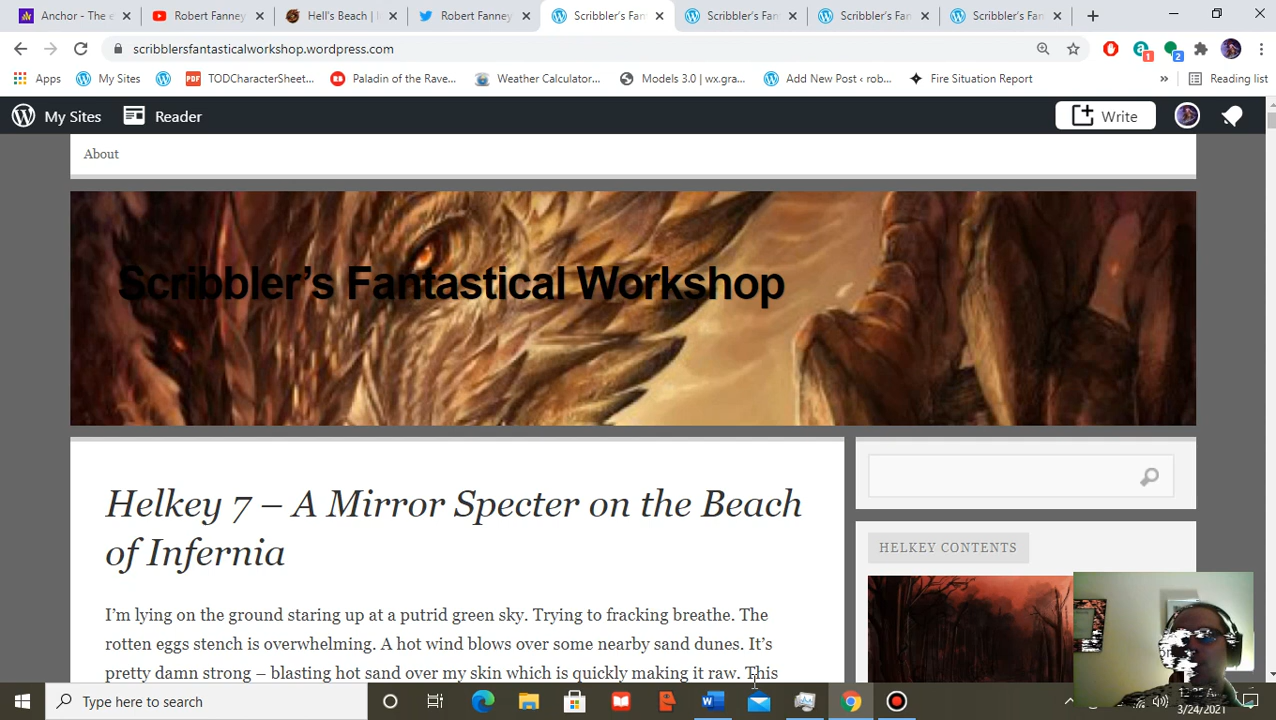 Anchor - The e
Robert Fanney
Hell's Beach | I
Robert Fanney
Scribbler's Fan
Scribbler's Fan
Scribbler's Fan
Scribbler's Fan
scribblersfantasticalworkshop.wordpress.com
1
2
Apps
My Sites
PDF
TODCharacterSheet...
Paladin of the Rave...
Weather Calculator...
Models 3.0 | wx.gra...
Add New Post ‹ rob...
Fire Situation Report
»
Reading list
My Sites
Reader
Write
About
Scribbler's Fantastical Workshop
Helkey 7 – A Mirror Specter on the Beach
of Infernia
I'm lying on the ground staring up at a putrid green sky. Trying to fracking breathe. The
rotten eggs stench is overwhelming. A hot wind blows over some nearby sand dunes. It's
pretty damn strong – blasting hot sand over my skin which is quickly making it raw. This
HELKEY CONTENTS
Type here to search
3/24/2021